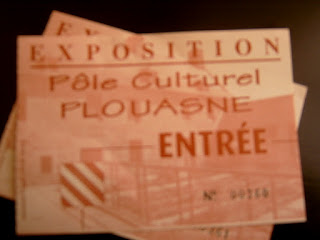 EXPOSITION
Pôle Culturel
PLOUASNE
ENTRÉE
N°